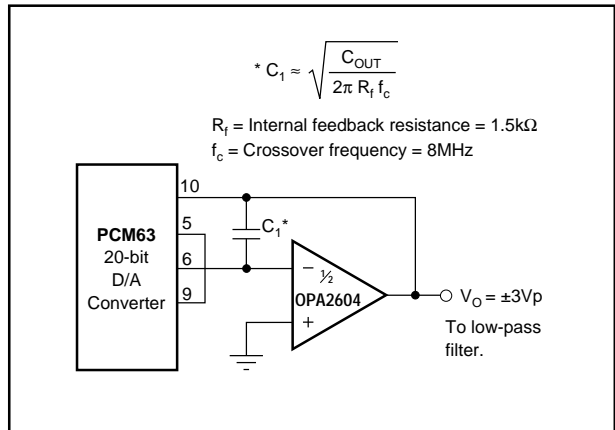 * C₁ ≈ √(C_OUT / 2π R_f f_c)
R_f = Internal feedback resistance = 1.5kΩ
f_c = Crossover frequency = 8MHz
10
PCM63
20-bit
D/A
Converter
5
6
9
C₁*
–
½
OPA2604
+
V_O = ±3Vp
To low-pass
filter.